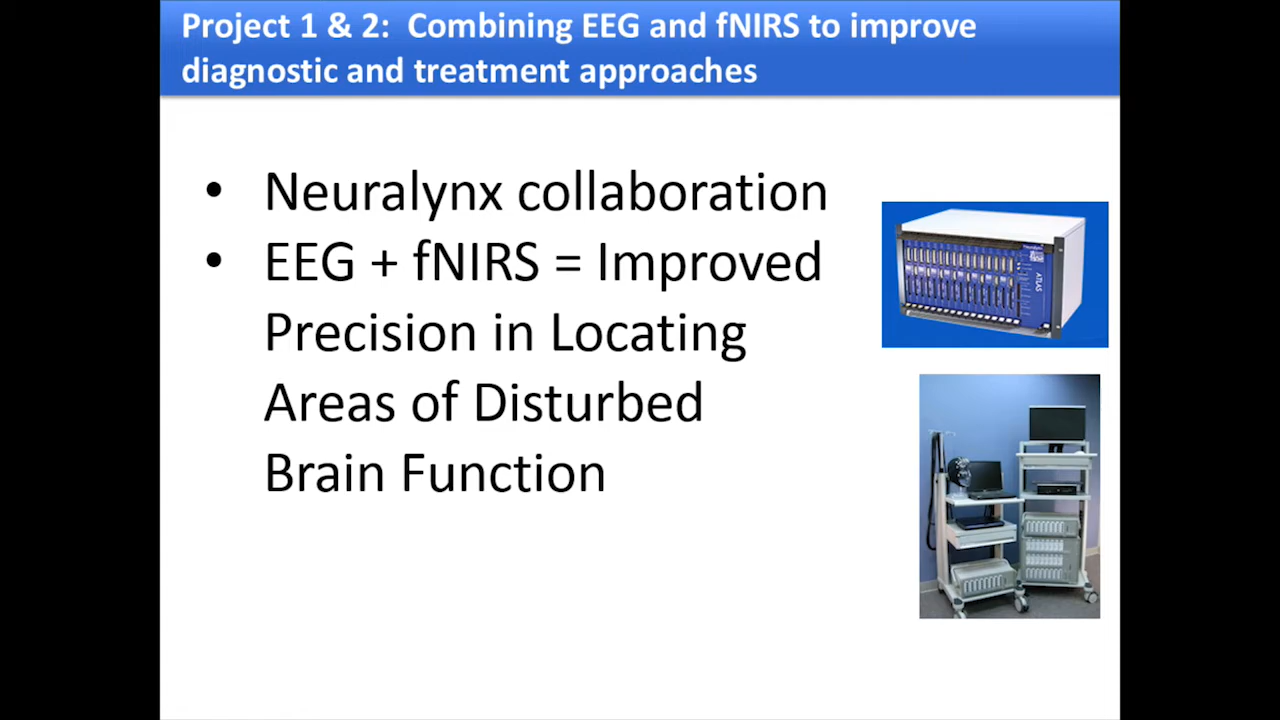 Project 1 & 2:  Combining EEG and fNIRS to improve
diagnostic and treatment approaches
• Neuralynx collaboration
• EEG + fNIRS = Improved
Precision in Locating
Areas of Disturbed
Brain Function
ATLAS